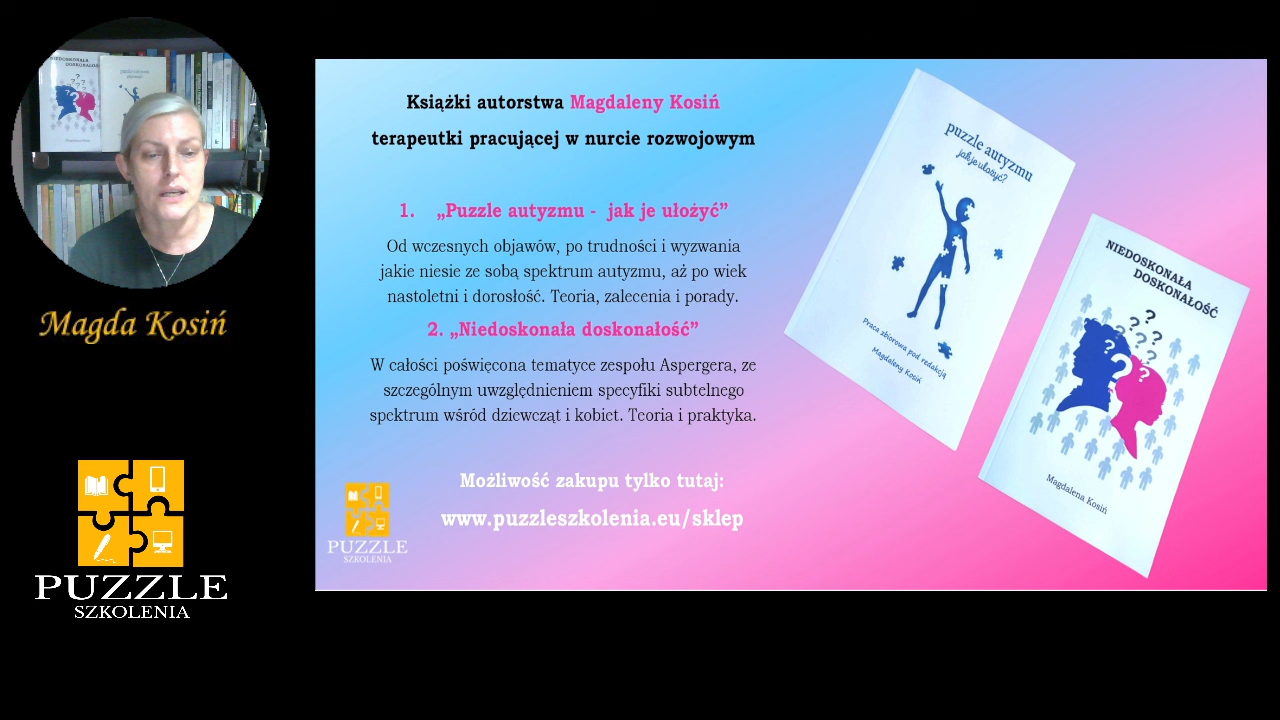 NIEDOSKONAŁA
DOSKONAŁOŚĆ
puzzle autyzmu
Magda Kosiń
PUZZLE
SZKOLENIA
Książki autorstwa Magdaleny Kosiń
terapeutki pracującej w nurcie rozwojowym
1. „Puzzle autyzmu - jak je ułożyć”
Od wczesnych objawów, po trudności i wyzwania
jakie niesie ze sobą spektrum autyzmu, aż po wiek
nastoletni i dorosłość. Teoria, zalecenia i porady.
2. „Niedoskonała doskonałość”
W całości poświęcona tematyce zespołu Aspergera, ze
szczególnym uwzględnieniem specyfiki subtelnego
spektrum wśród dziewcząt i kobiet. Teoria i praktyka.
Możliwość zakupu tylko tutaj:
www.puzzleszkolenia.eu/sklep
PUZZLE
SZKOLENIA
puzzle autyzmu
jak je ułożyć?
Praca zbiorowa pod redakcją
Magdaleny Kosiń
NIEDOSKONAŁA
DOSKONAŁOŚĆ
? ? ? ? ? ? ? ?
Magdalena Kosiń